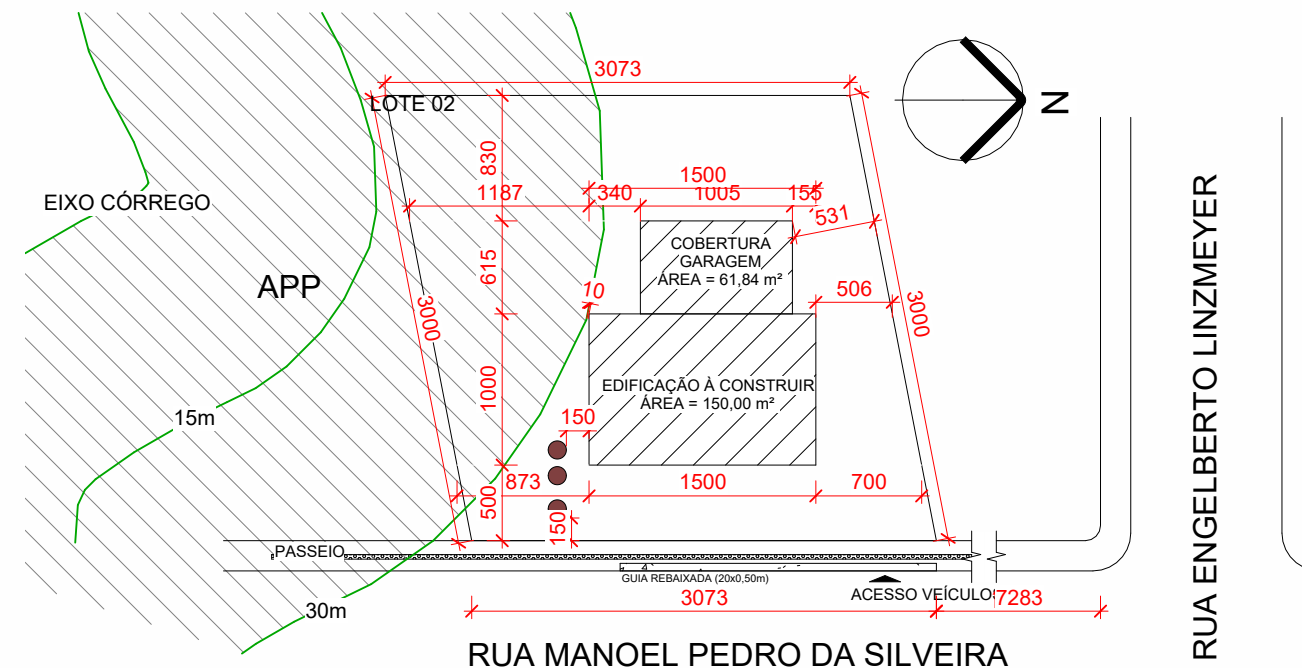 3073
LOTE 02
N
830
1500
1187
340
1005
155
531
EIXO CÓRREGO
COBERTURA
GARAGEM
ÁREA = 61,84 m²
615
APP
10
506
3000
3000
EDIFICAÇÃO À CONSTRUIR
ÁREA = 150,00 m²
1000
150
15m
873
1500
700
500
150
PASSEIO
GUIA REBAIXADA (20x0,50m)
ACESSO VEÍCULOS
30m
3073
7283
RUA MANOEL PEDRO DA SILVEIRA
RUA ENGELBERTO LINZMEYER